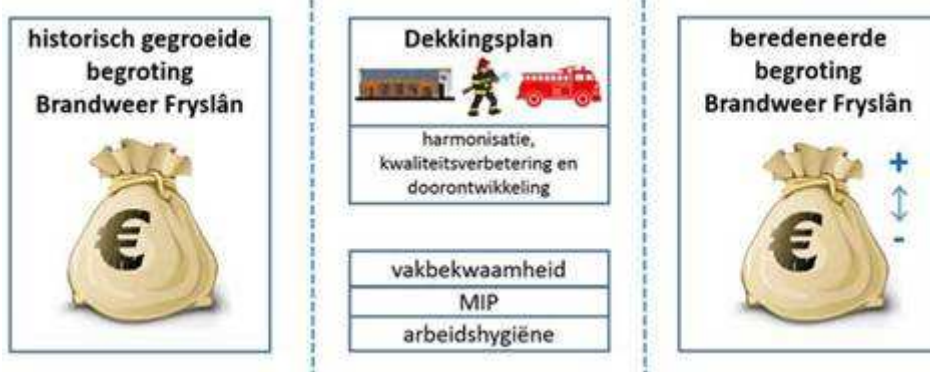 historisch gegroeide
begroting
Brandweer Fryslân
€
Dekkingsplan
harmonisatie,
kwaliteitsverbetering en
doorontwikkeling
vakbekwaamheid
MIP
arbeidshygiëne
beredeneerde
begroting
Brandweer Fryslân
€
+
-